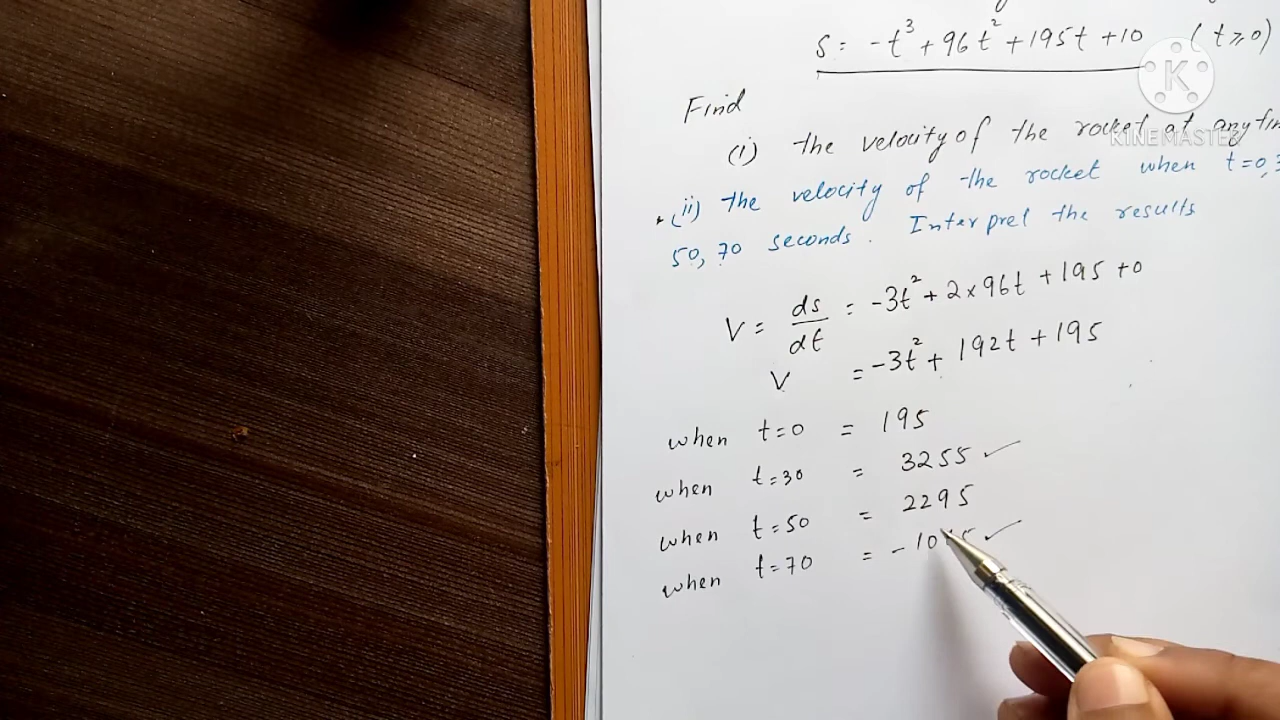 S = -t³ + 96t² + 195t + 10 (t ≥ 0)
K
KINEMASTER
Find
(i) the velocity of the rocket at any
(ii) the velocity of the rocket when t=0,
50, 70 seconds. Interpret the results
V = ds/dt = -3t² + 2×96t + 195 + 0
V = -3t² + 192t + 195
when t=0 = 195
when t=30 = 3255 ✓
when t=50 = 2295
when t=70 = ✓